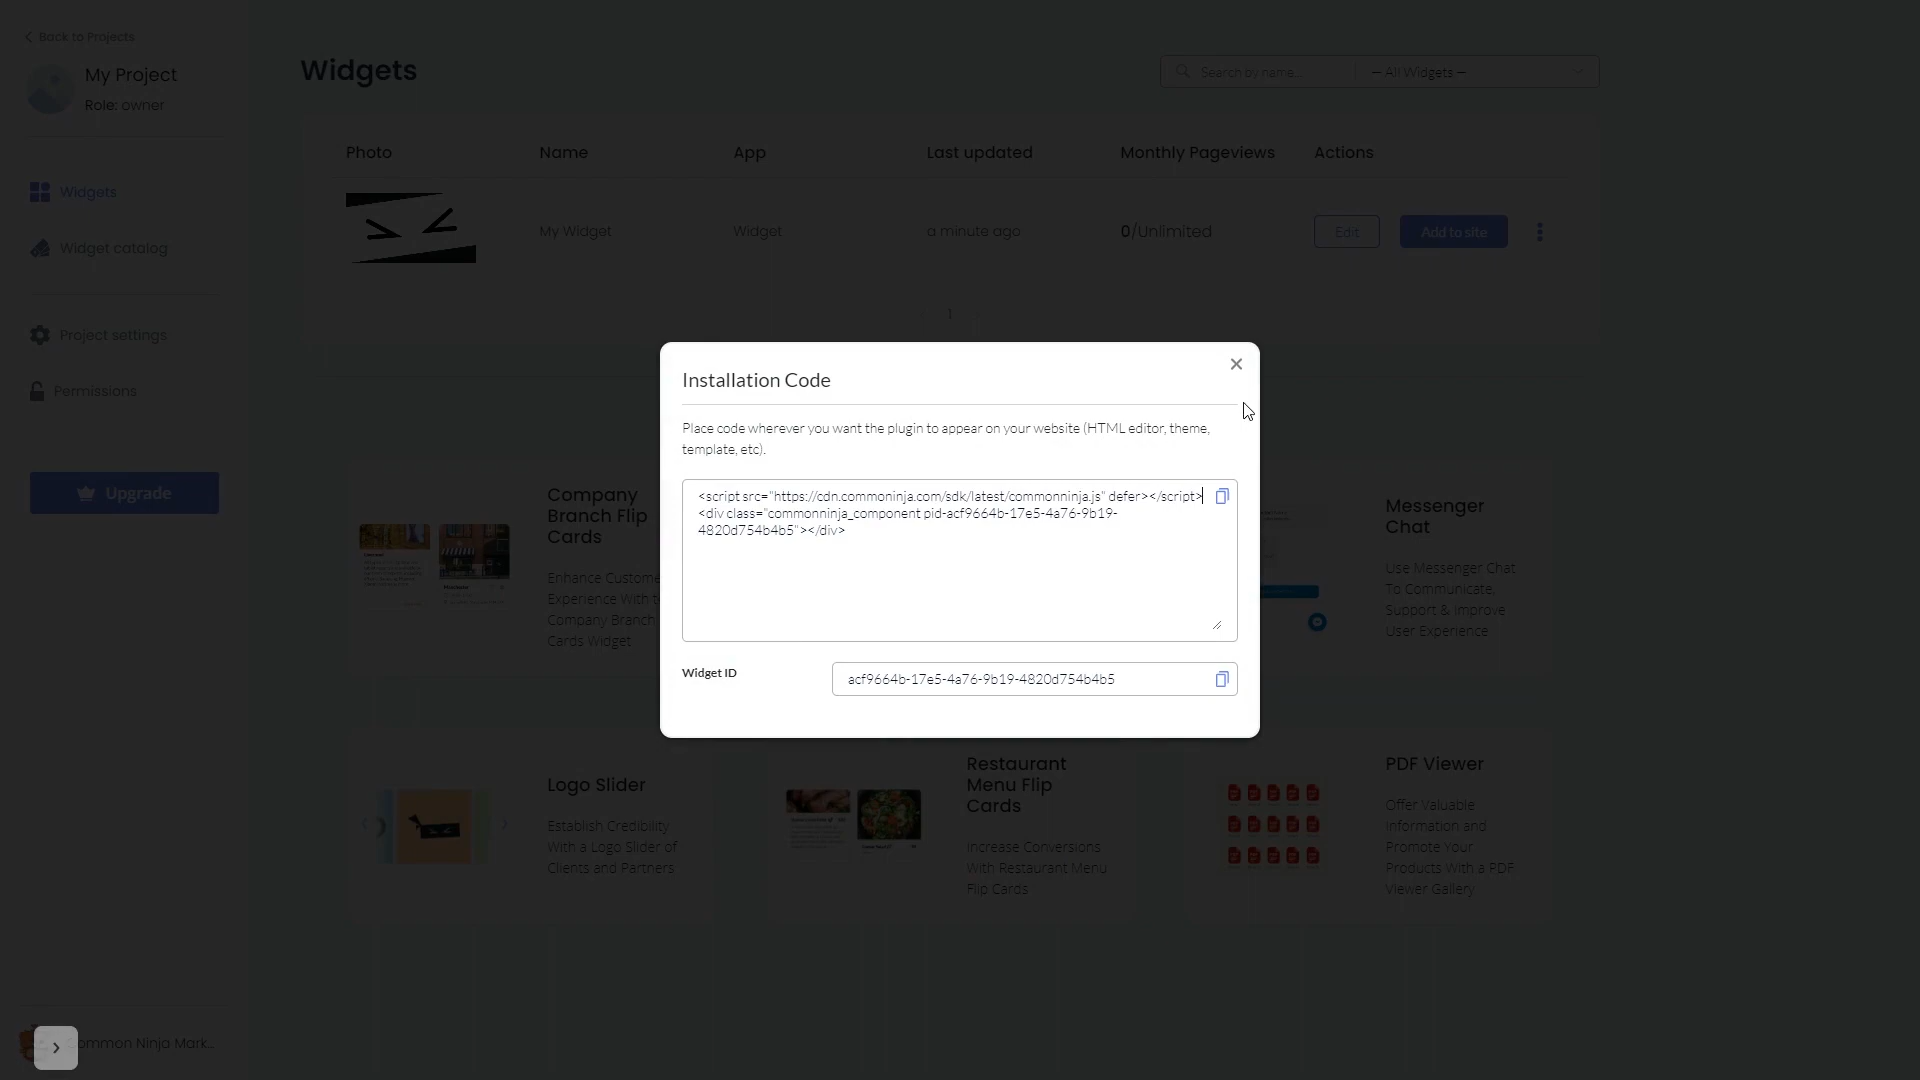 Back to Projects
My Project
Role: owner
Widgets
Widget catalog
Project settings
Permissions
Upgrade
Common Ninja Mark...
Widgets
Search by name...
— All Widgets —
Photo
Name
App
Last updated
Monthly Pageviews
Actions
My Widget
Widget
a minute ago
0/Unlimited
Edit
Add to site
1
Installation Code
Place code wherever you want the plugin to appear on your website (HTML editor, theme,
template, etc).
<script src="https://cdn.commoninja.com/sdk/latest/commonninja.js" defer></script>
<div class="commonninja_component pid-acf9664b-17e5-4a76-9b19-
4820d754b4b5"></div>
Widget ID
acf9664b-17e5-4a76-9b19-4820d754b4b5
Company
Branch Flip
Cards
Enhance Custome
Experience With
Company Branch
Cards Widget
Messenger
Chat
Use Messenger Chat
To Communicate,
Support & Improve
User Experience
Logo Slider
Establish Credibility
With a Logo Slider of
Clients and Partners
Restaurant
Menu Flip
Cards
Increase Conversions
With Restaurant Menu
Flip Cards
PDF Viewer
Offer Valuable
Information and
Promote Your
Products With a PDF
Viewer Gallery